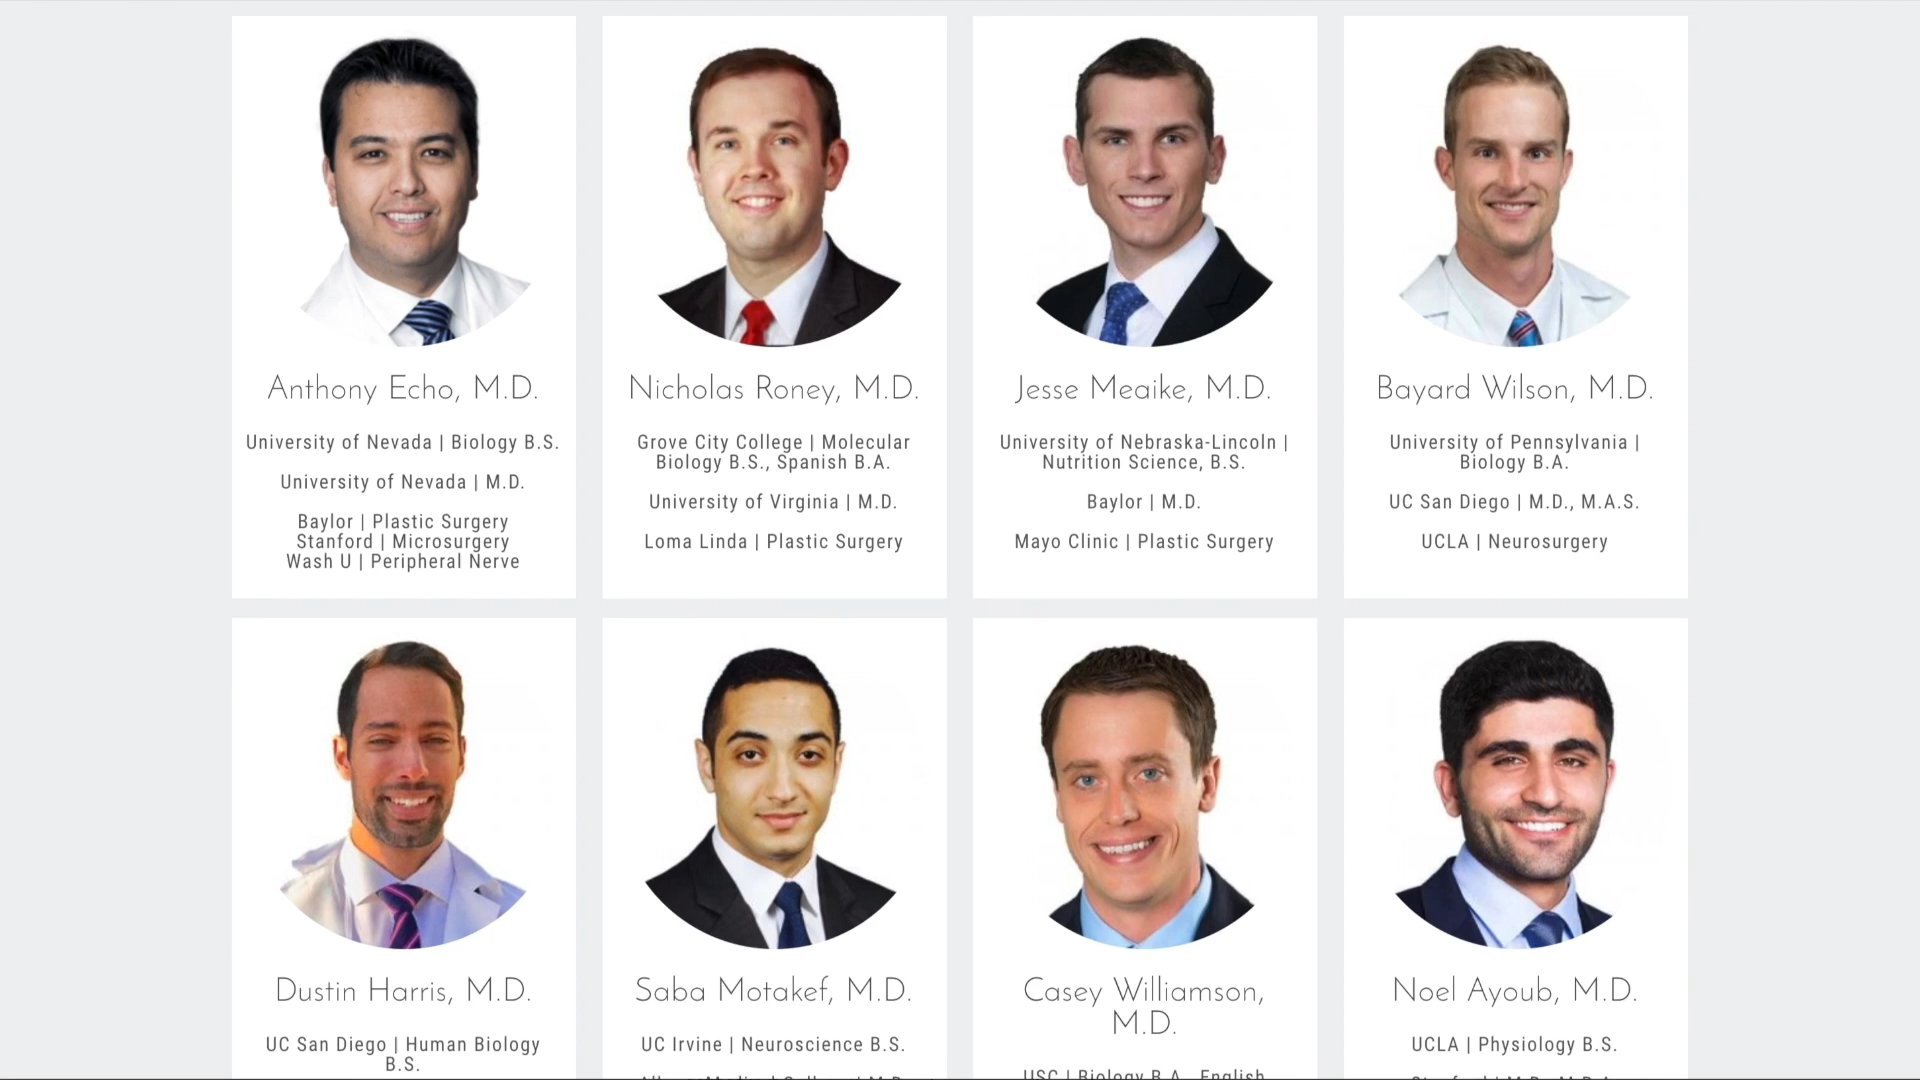 Anthony Echo, M.D.
University of Nevada | Biology B.S.
University of Nevada | M.D.
Baylor | Plastic Surgery
Stanford | Microsurgery
Wash U | Peripheral Nerve
Nicholas Roney, M.D.
Grove City College | Molecular
Biology B.S., Spanish B.A.
University of Virginia | M.D.
Loma Linda | Plastic Surgery
Jesse Meaike, M.D.
University of Nebraska-Lincoln |
Nutrition Science, B.S.
Baylor | M.D.
Mayo Clinic | Plastic Surgery
Bayard Wilson, M.D.
University of Pennsylvania |
Biology B.A.
UC San Diego | M.D., M.A.S.
UCLA | Neurosurgery
Dustin Harris, M.D.
UC San Diego | Human Biology
B.S.
Saba Motakef, M.D.
UC Irvine | Neuroscience B.S.
Casey Williamson,
M.D.
USC | Biology B.A., English
Noel Ayoub, M.D.
UCLA | Physiology B.S.